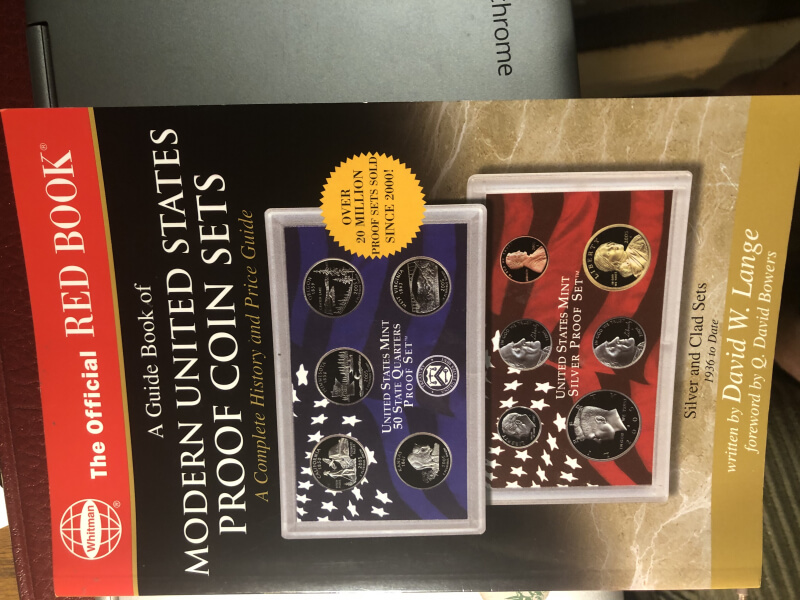 chrome
Whitman®
The Official RED BOOK®
A Guide Book of
MODERN UNITED STATES
PROOF COIN SETS
A Complete History and Price Guide
OVER
20 MILLION
PROOF SETS SOLD
SINCE 2000!
UNITED STATES MINT
50 STATE QUARTERS
PROOF SET™
UNITED STATES MINT
SILVER PROOF SET™
LIBERTY
Silver and Clad Sets
1936 to Date
written by David W. Lange
foreword by Q. David Bowers